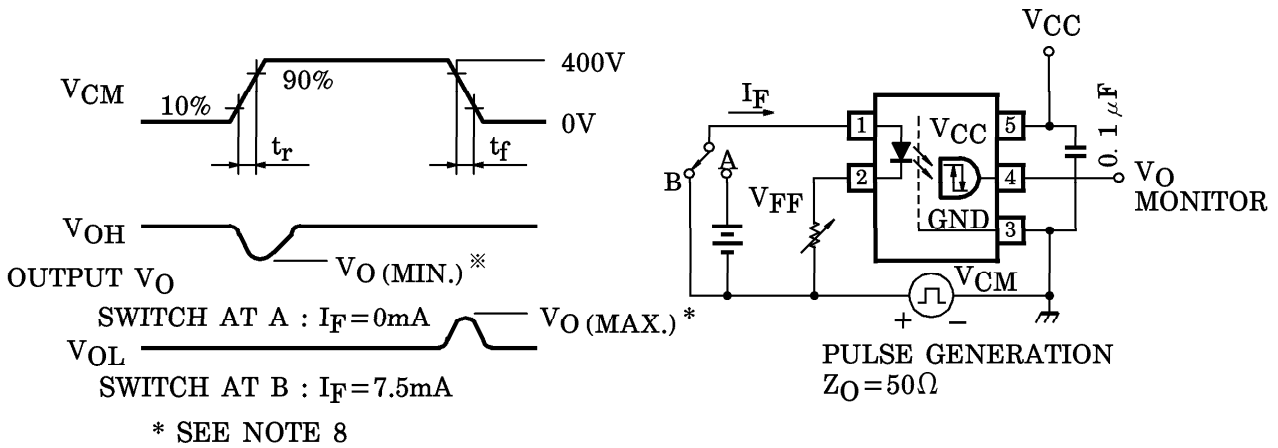 VCM
10%
90%
400V
0V
tr
tf
VOH
VO (MIN.) ※
OUTPUT VO
SWITCH AT A : IF=0mA
VO (MAX.) *
VOL
SWITCH AT B : IF=7.5mA
* SEE NOTE 8
VCC
IF
0.1 μF
1
VCC
5
B
A
2
4
VO
MONITOR
VFF
GND
3
VCM
+
−
PULSE GENERATION
ZO=50Ω